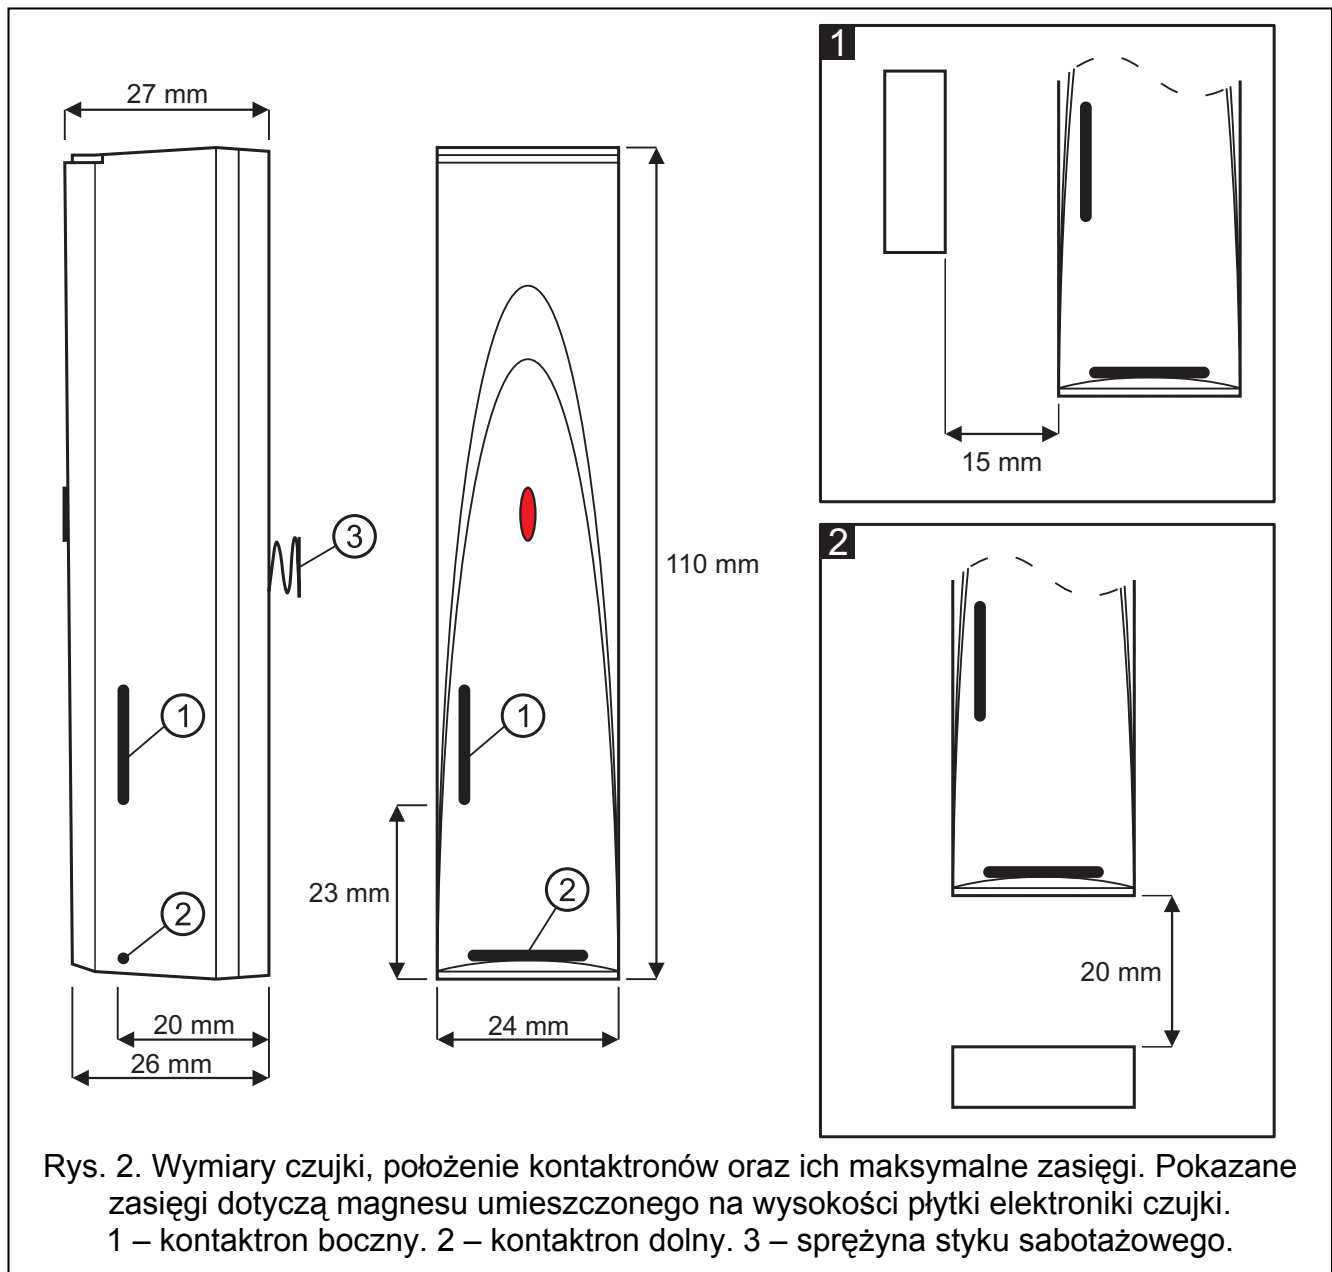 27 mm
3
1
2
20 mm
26 mm
110 mm
1
23 mm
2
24 mm
1
15 mm
2
20 mm
Rys. 2. Wymiary czujki, położenie kontaktronów oraz ich maksymalne zasięgi. Pokazane
zasięgi dotyczą magnesu umieszczonego na wysokości płytki elektroniki czujki.
1 – kontaktron boczny. 2 – kontaktron dolny. 3 – sprężyna styku sabotażowego.